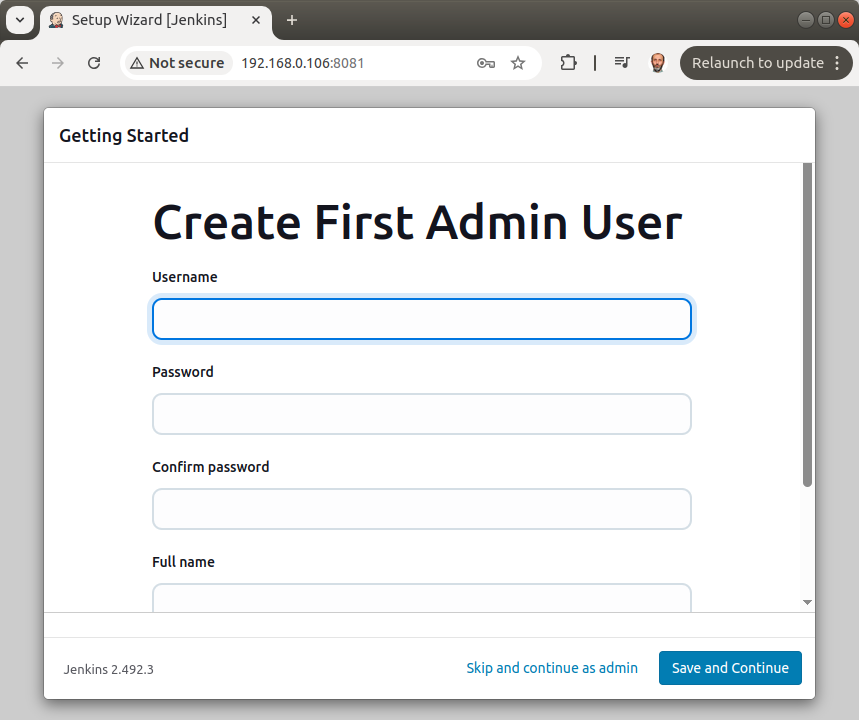 Setup Wizard [Jenkins]
Not secure
192.168.0.106:8081
Relaunch to update
Getting Started
Create First Admin User
Username
Password
Confirm password
Full name
Jenkins 2.492.3
Skip and continue as admin
Save and Continue